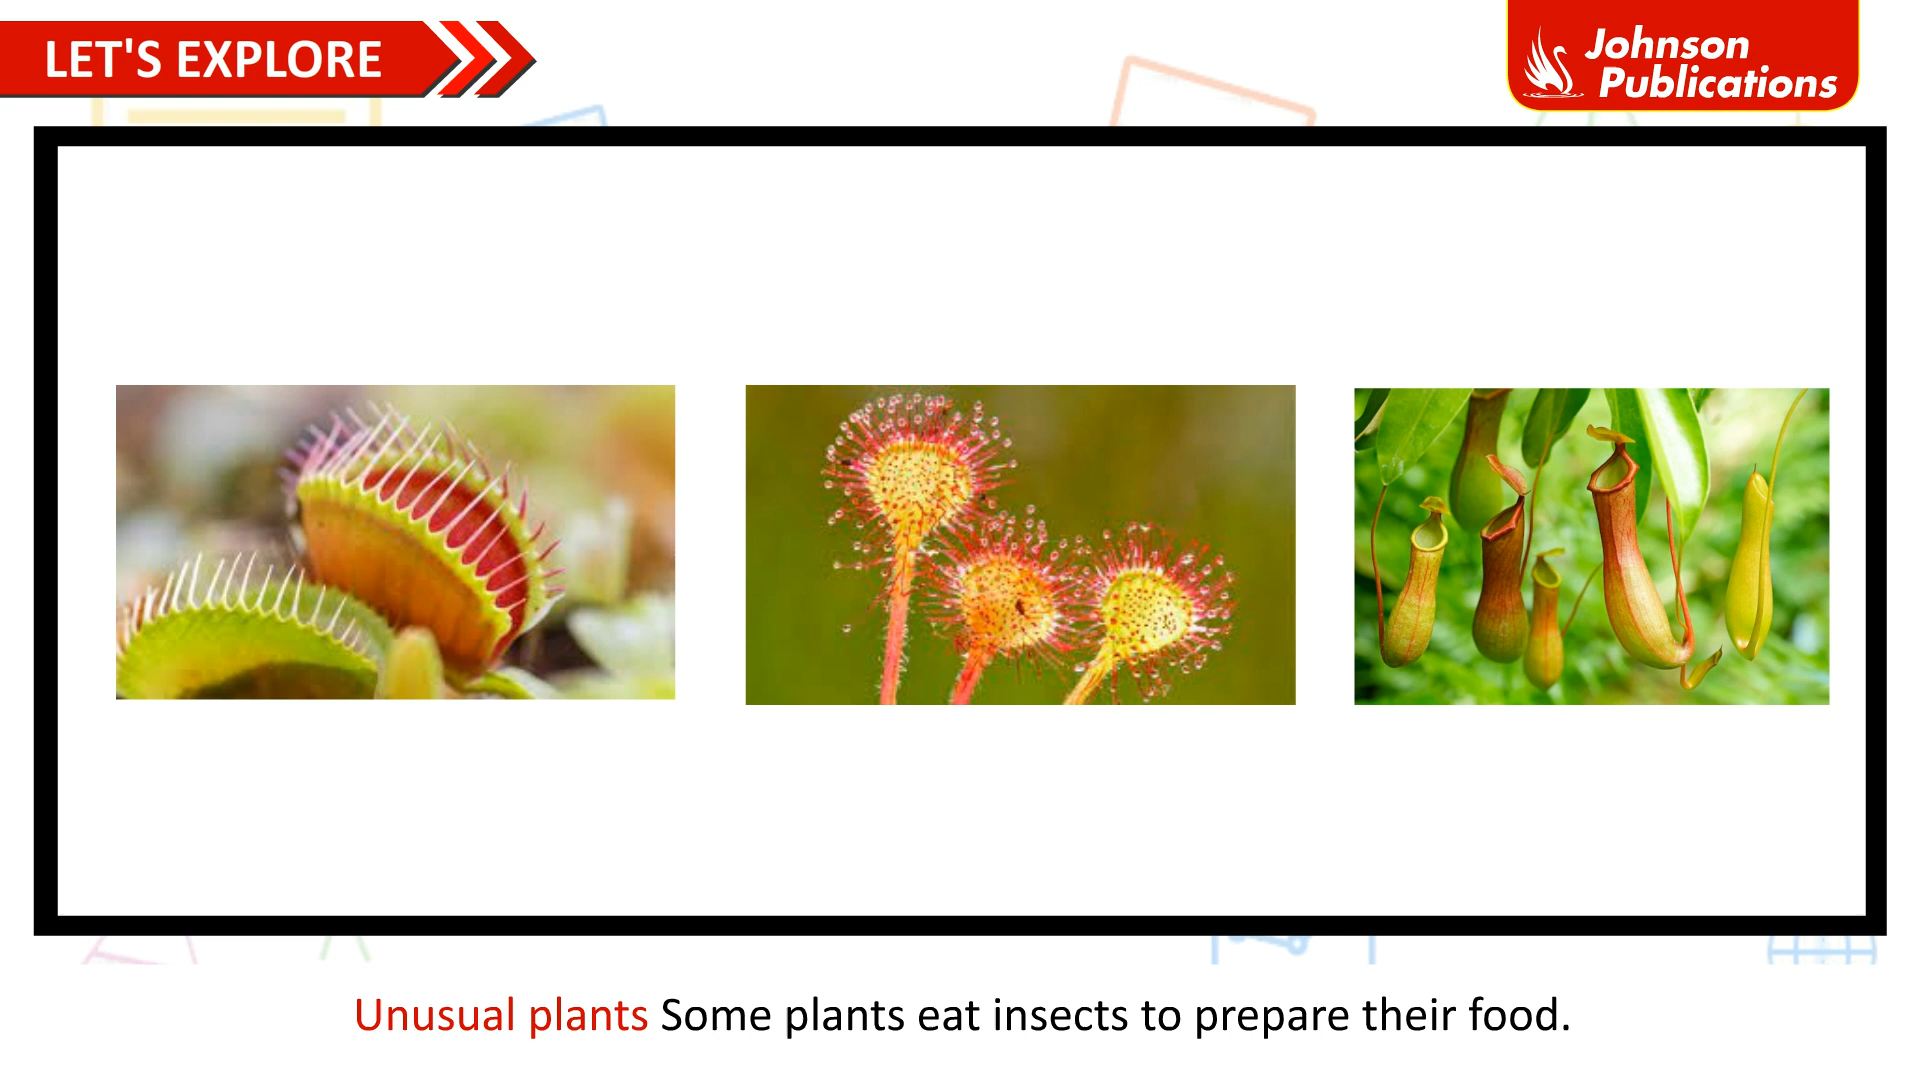 LET'S EXPLORE
Johnson
Publications
Unusual plants Some plants eat insects to prepare their food.